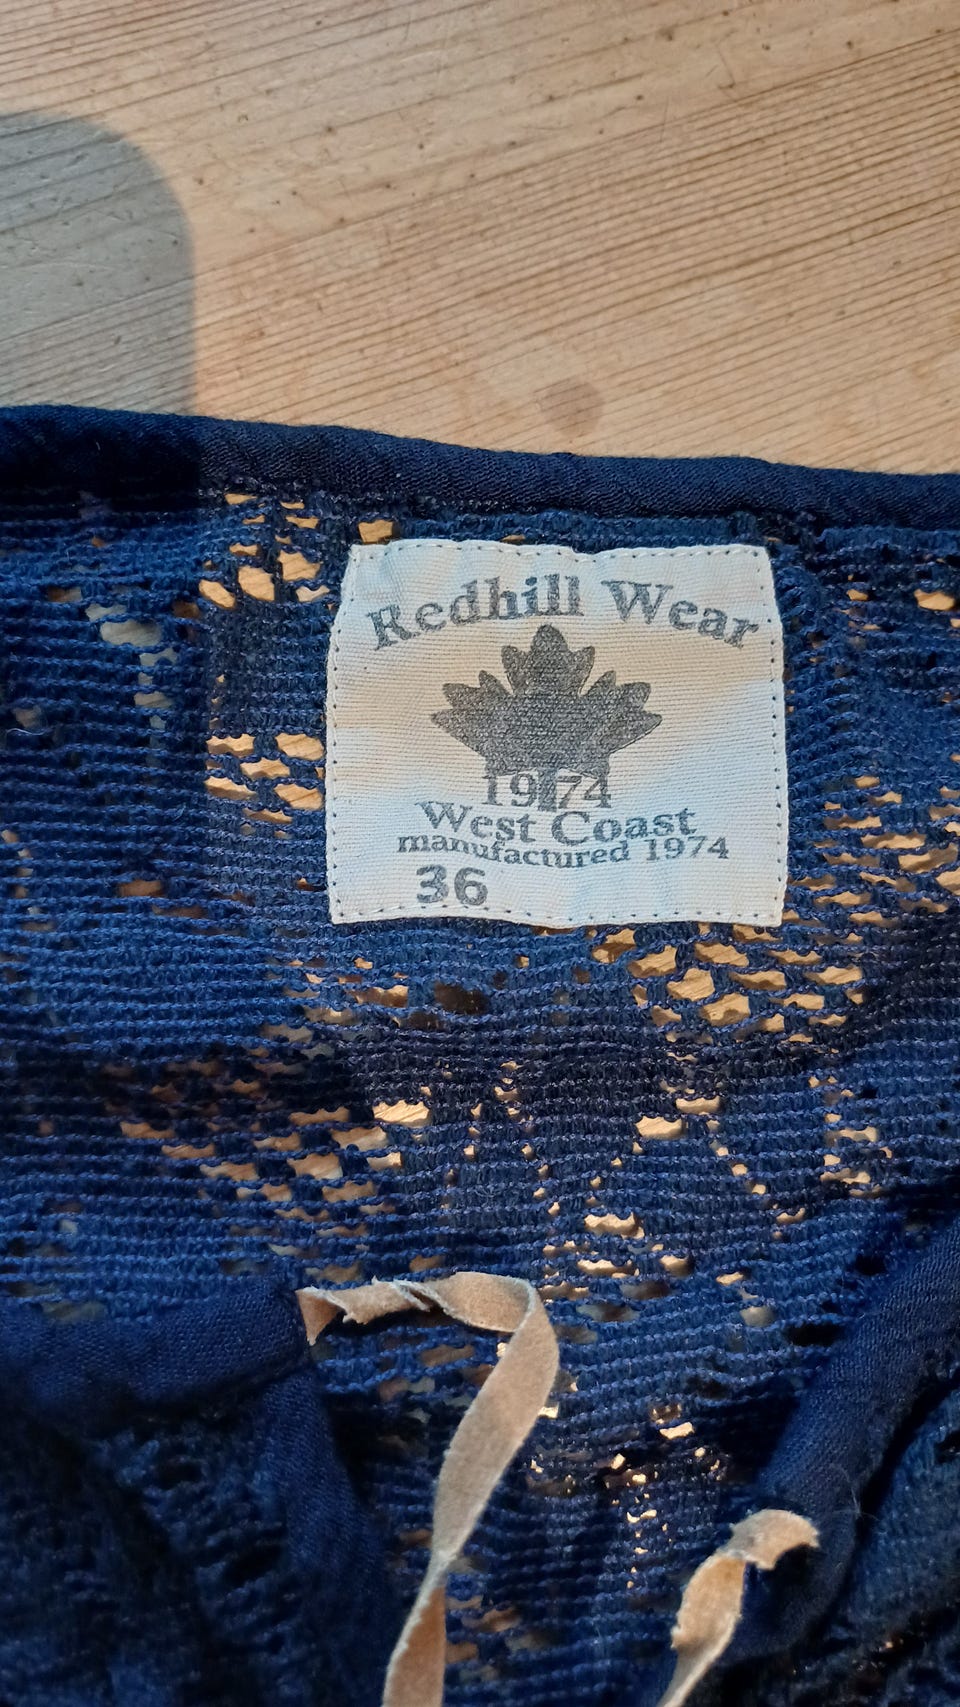 Redhill Wear
1974
West Coast
manufactured 1974
36